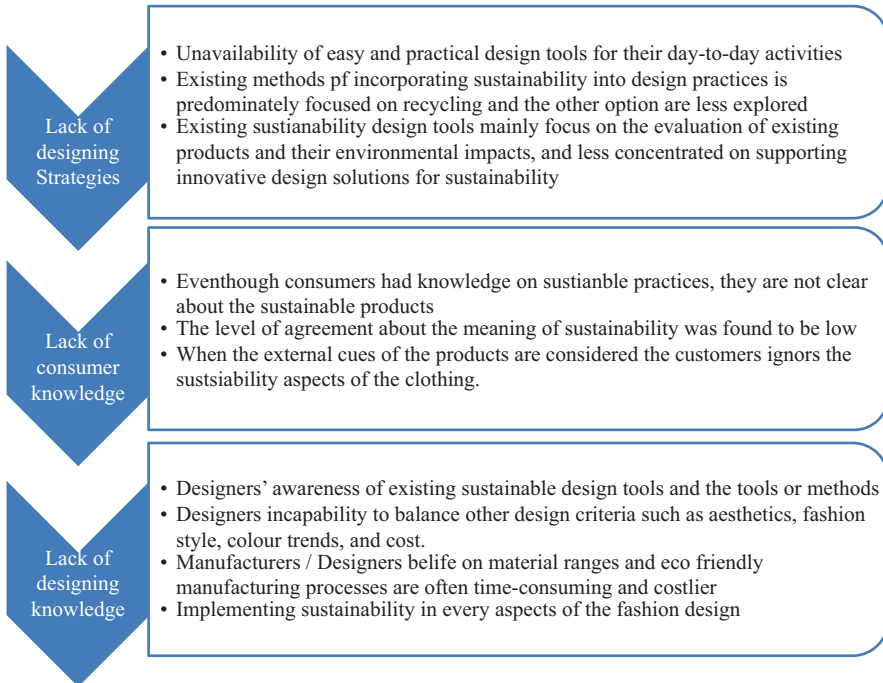 Lack of
designing
Strategies
• Unavailability of easy and practical design tools for their day-to-day activities
• Existing methods pf incorporating sustainability into design practices is
predominately focused on recycling and the other option are less explored
• Existing sustianability design tools mainly focus on the evaluation of existing
products and their environmental impacts, and less concentrated on supporting
innovative design solutions for sustainability
Lack of
consumer
knowledge
• Eventhough consumers had knowledge on sustianble practices, they are not clear
about the sustainable products
• The level of agreement about the meaning of sustainability was found to be low
• When the external cues of the products are considered the customers ignors the
sustsiability aspects of the clothing.
Lack of
designing
knowledge
• Designers’ awareness of existing sustainable design tools and the tools or methods
• Designers incapability to balance other design criteria such as aesthetics, fashion
style, colour trends, and cost.
• Manufacturers / Designers belife on material ranges and eco friendly
manufacturing processes are often time-consuming and costlier
• Implementing sustainability in every aspects of the fashion design